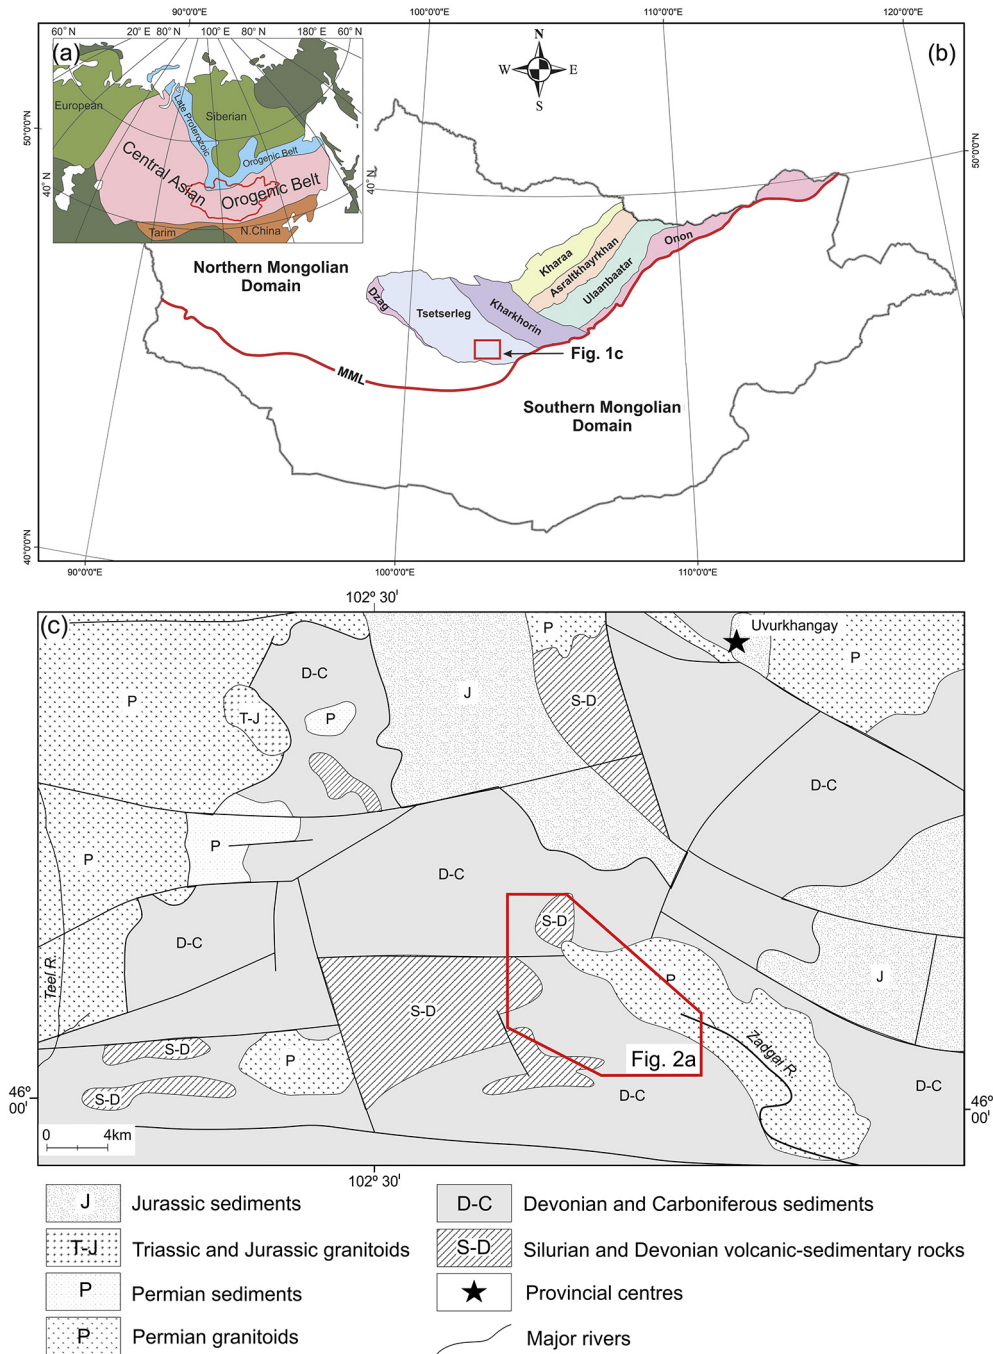 90°0'0"E
100°0'0"E
110°0'0"E
120°0'0"E
60° N
20° E
80° N
100° E
80° N
180° E
60° N
(a)
European
Siberian
Late Proterozoic
Orogenic Belt
Central Asian
Orogenic Belt
40° N
40° N
Tarim
N.China
N
W
E
S
(b)
50°0'0"N
50°0'0"N
Northern Mongolian
Domain
Dzag
Tsetserleg
Kharkhorin
Kharaa
Asraltkhayrkhan
Ulaanbaatar
Onon
Fig. 1c
MML
Southern Mongolian
Domain
40°0'0"N
90°0'0"E
100°0'0"E
110°0'0"E
102° 30'
(c)
P
Uvurkhangay
P
D-C
P
J
S-D
T-J
P
D-C
P
P
D-C
S-D
D-C
Teel R.
P
J
S-D
Zadgai R.
S-D
P
Fig. 2a
S-D
D-C
D-C
46°
00'
46°
00'
0
4km
102° 30'
J
Jurassic sediments
D-C
Devonian and Carboniferous sediments
T-J
Triassic and Jurassic granitoids
S-D
Silurian and Devonian volcanic-sedimentary rocks
P
Permian sediments
Provincial centres
P
Permian granitoids
Major rivers